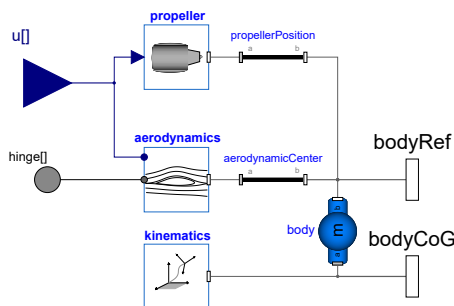 propeller
u[]
propellerPosition
a b
aerodynamics
hinge[]
aerodynamicCenter
a b
bodyRef
b
body
m
a
kinematics
bodyCoG